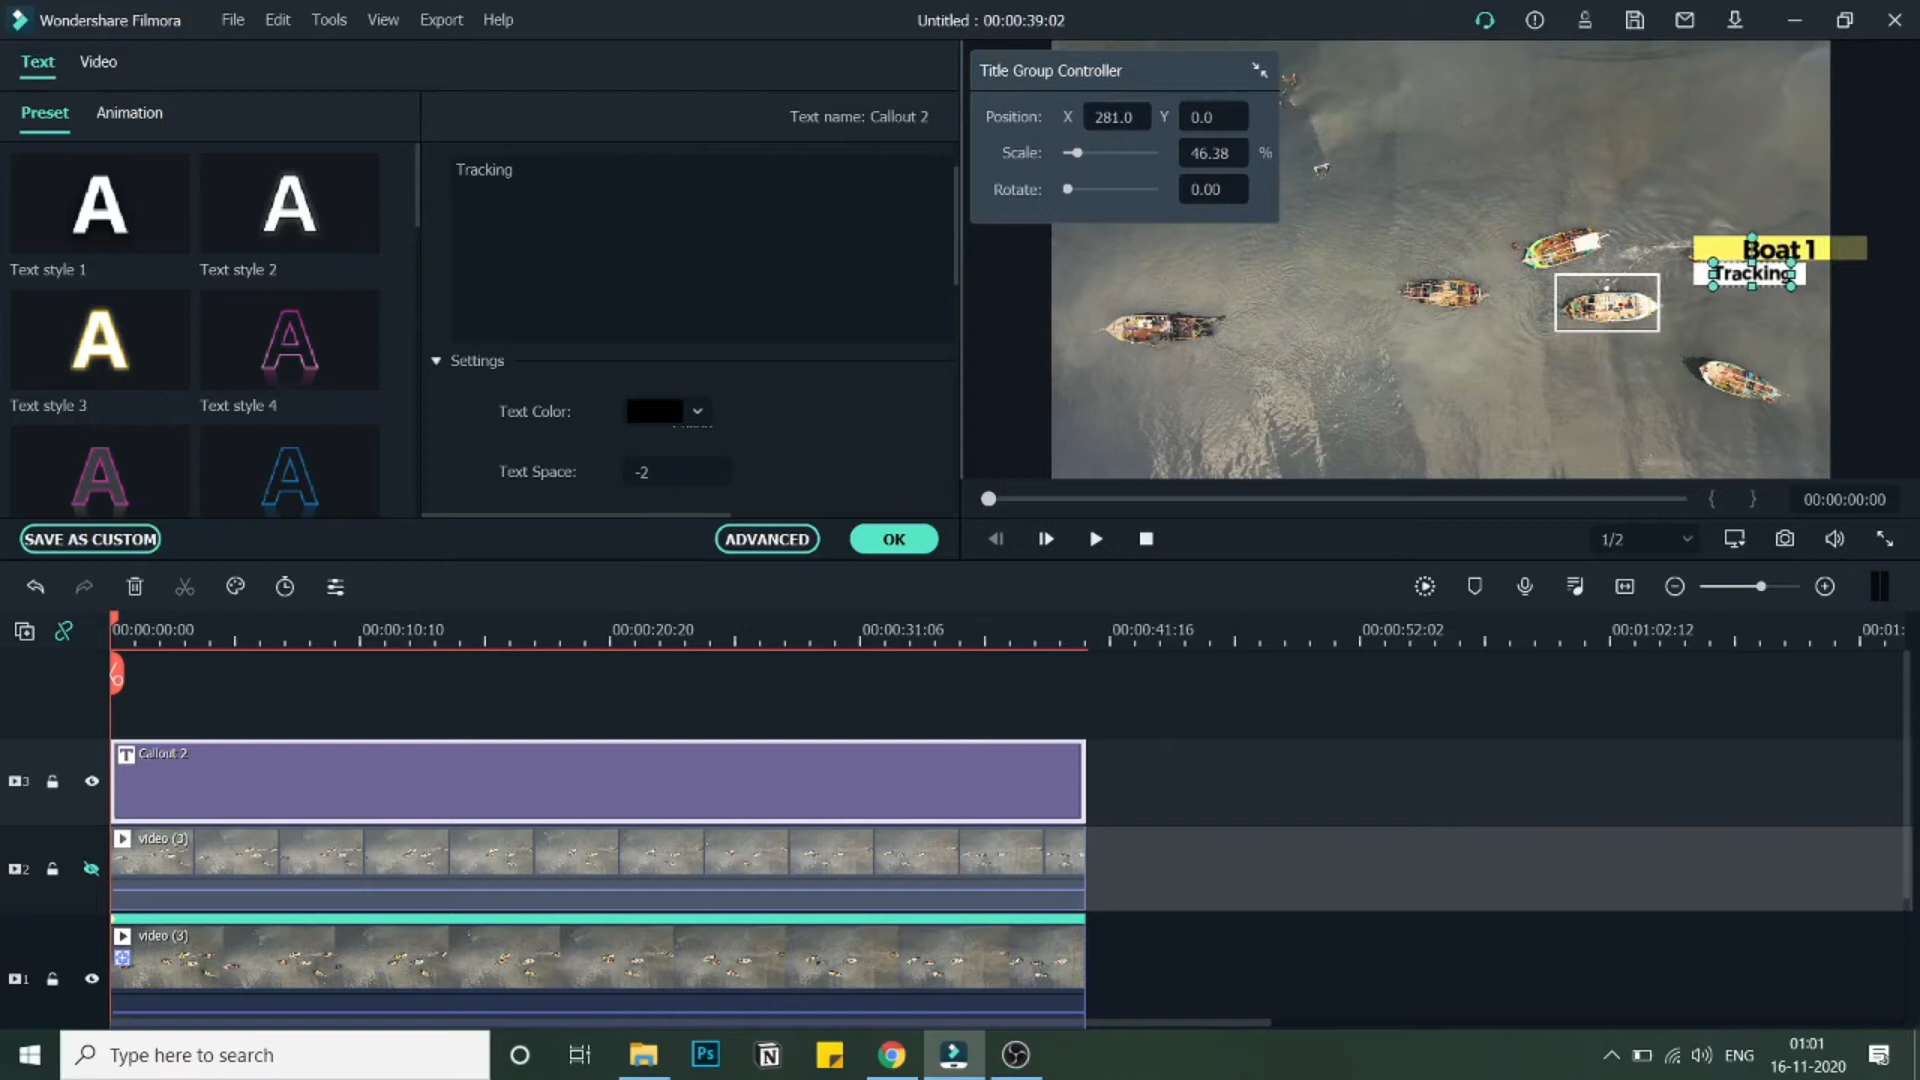 Wondershare Filmora File Edit Tools View Export Help Untitled : 00:00:39:02
Text Video
Preset Animation
Text name: Callout 2
Tracking
Text style 1 Text style 2
Text style 3 Text style 4
Settings
Text Color:
Text Space: -2
SAVE AS CUSTOM ADVANCED OK
Title Group Controller
Position: X 281.0 Y 0.0
Scale: 46.38 %
Rotate: 0.00
Boat 1
Tracking
{ } 00:00:00:00
1/2
00:00:00:00 00:00:10:10 00:00:20:20 00:00:31:06 00:00:41:16 00:00:52:02 00:01:02:12 00:01:
T Callout 2
3
video (3)
2
video (3)
1
Type here to search
Ps
N
ENG
01:01
16-11-2020